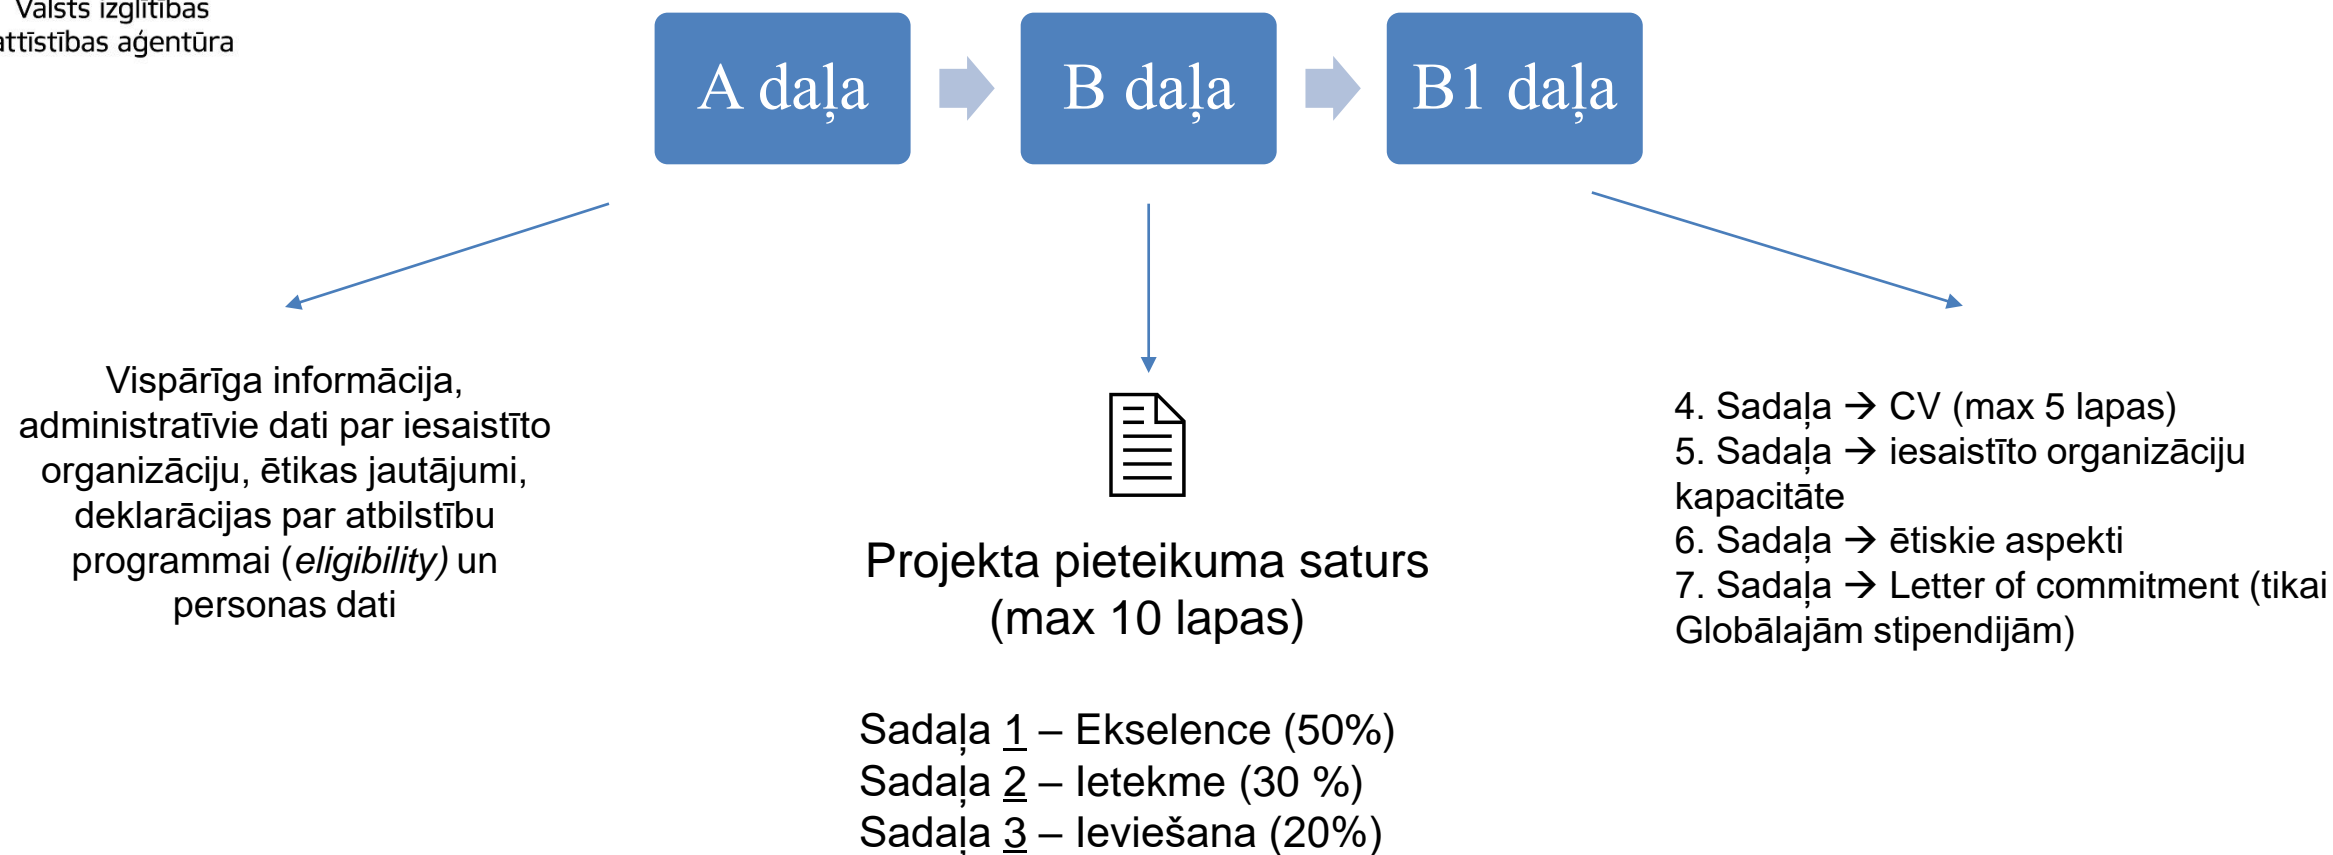 Valsts izglītības
attīstības aģentūra
A daļa
B daļa
B1 daļa
Vispārīga informācija,
administratīvie dati par iesaistīto
organizāciju, ētikas jautājumi,
deklarācijas par atbilstību
programmai (eligibility) un
personas dati
Projekta pieteikuma saturs
(max 10 lapas)
Sadaļa 1 – Ekselence (50%)
Sadaļa 2 – Ietekme (30 %)
Sadaļa 3 – Ieviešana (20%)
4. Sadaļa → CV (max 5 lapas)
5. Sadaļa → iesaistīto organizāciju
kapacitāte
6. Sadaļa → ētiskie aspekti
7. Sadaļa → Letter of commitment (tikai
Globālajām stipendijām)